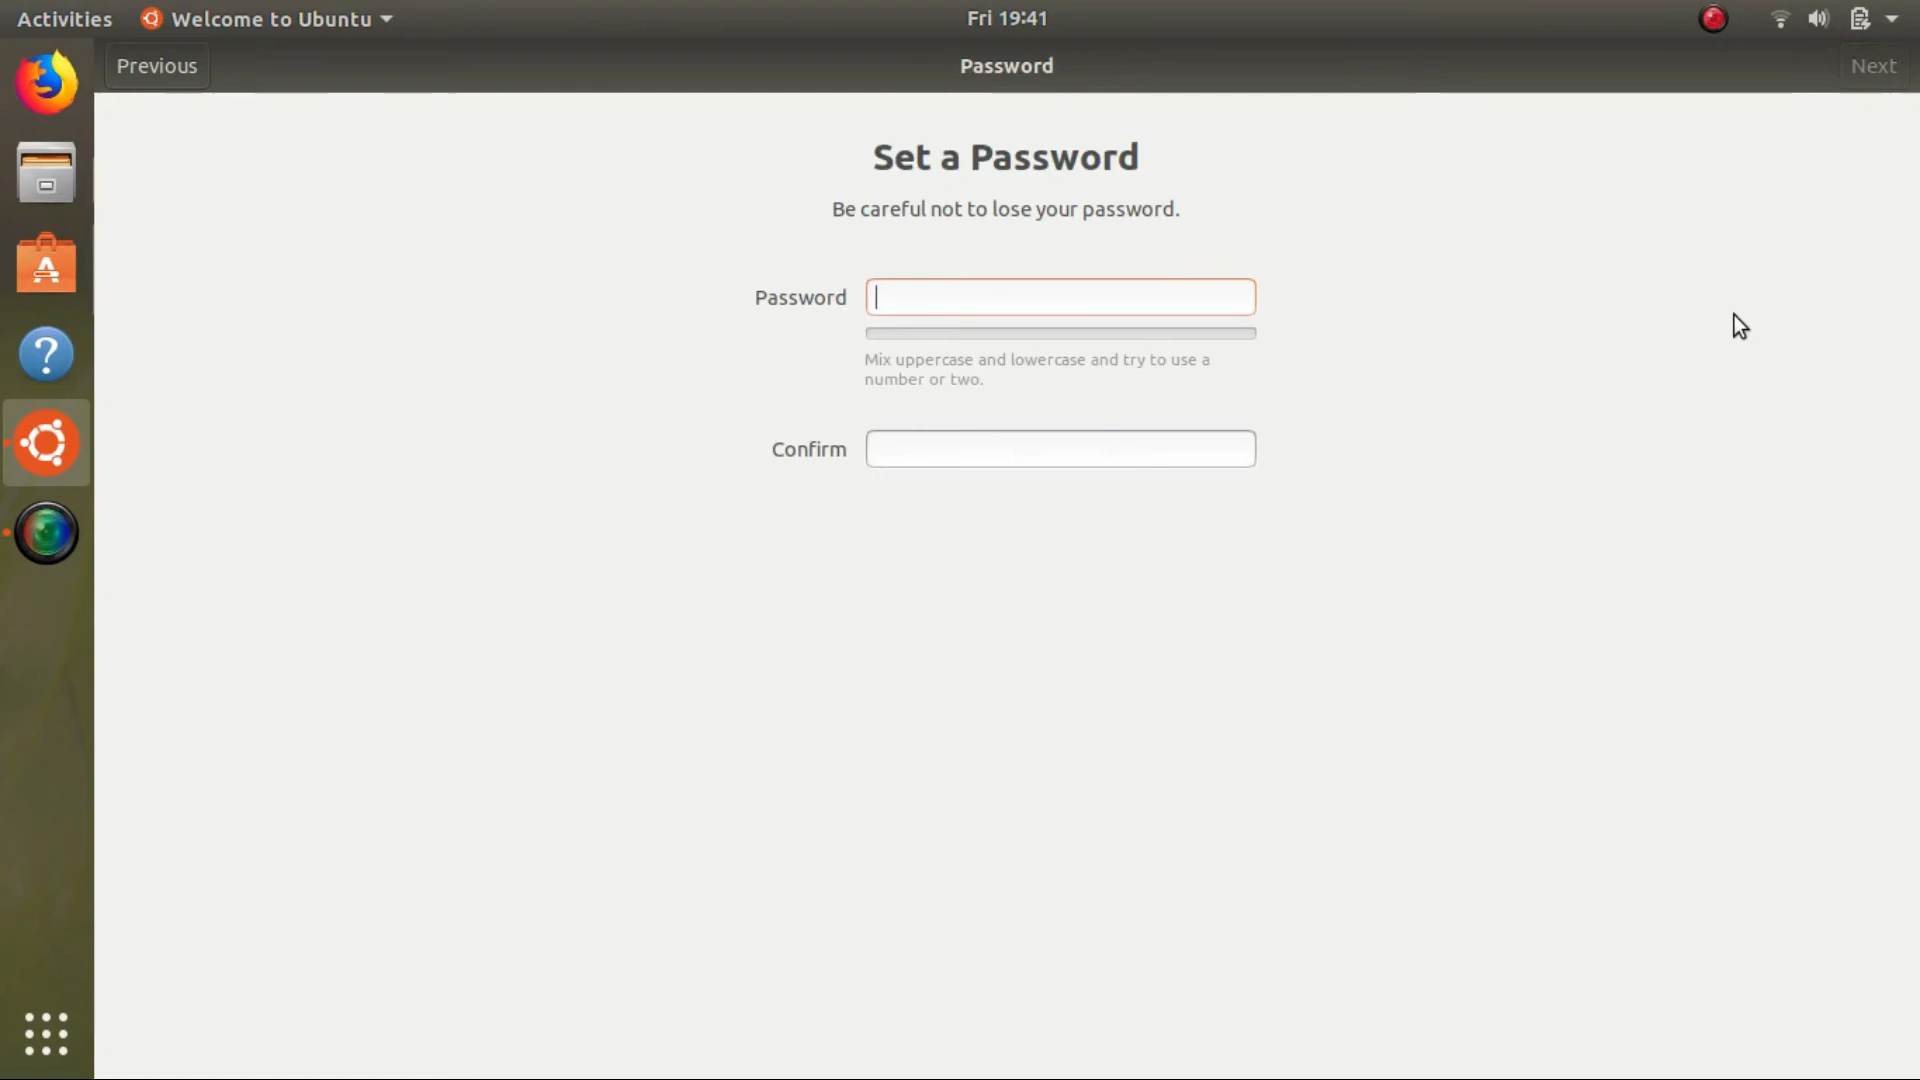 Activities Welcome to Ubuntu Fri 19:41
Previous Password Next
Set a Password
Be careful not to lose your password.
Password
Mix uppercase and lowercase and try to use a
number or two.
Confirm